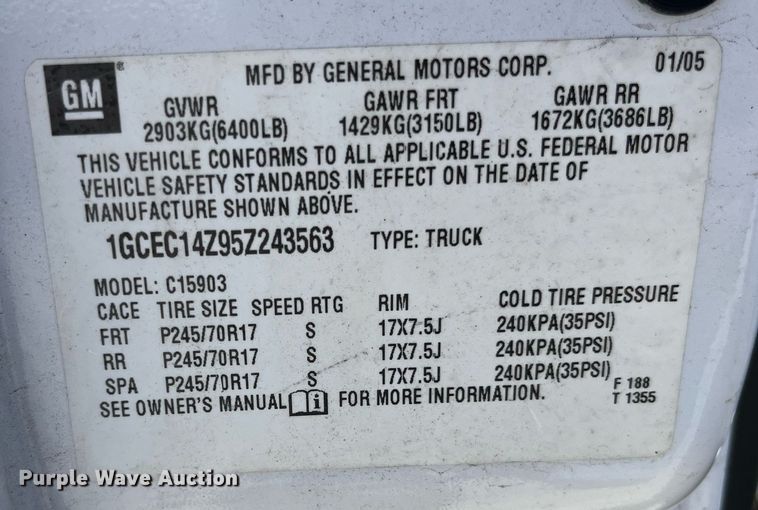 GM ®
MFD BY GENERAL MOTORS CORP. 01/05
GVWR GAWR FRT GAWR RR
2903KG(6400LB) 1429KG(3150LB) 1672KG(3686LB)
THIS VEHICLE CONFORMS TO ALL APPLICABLE U.S. FEDERAL MOTOR
VEHICLE SAFETY STANDARDS IN EFFECT ON THE DATE OF
MANUFACTURE SHOWN ABOVE.
1GCEC14Z95Z243563 TYPE: TRUCK
MODEL: C15903
CACE TIRE SIZE SPEED RTG RIM COLD TIRE PRESSURE
FRT P245/70R17 S 17X7.5J 240KPA(35PSI)
RR P245/70R17 S 17X7.5J 240KPA(35PSI)
SPA P245/70R17 S 17X7.5J 240KPA(35PSI)
SEE OWNER'S MANUAL i FOR MORE INFORMATION.
F 188
T 1355
Purple Wave Auction